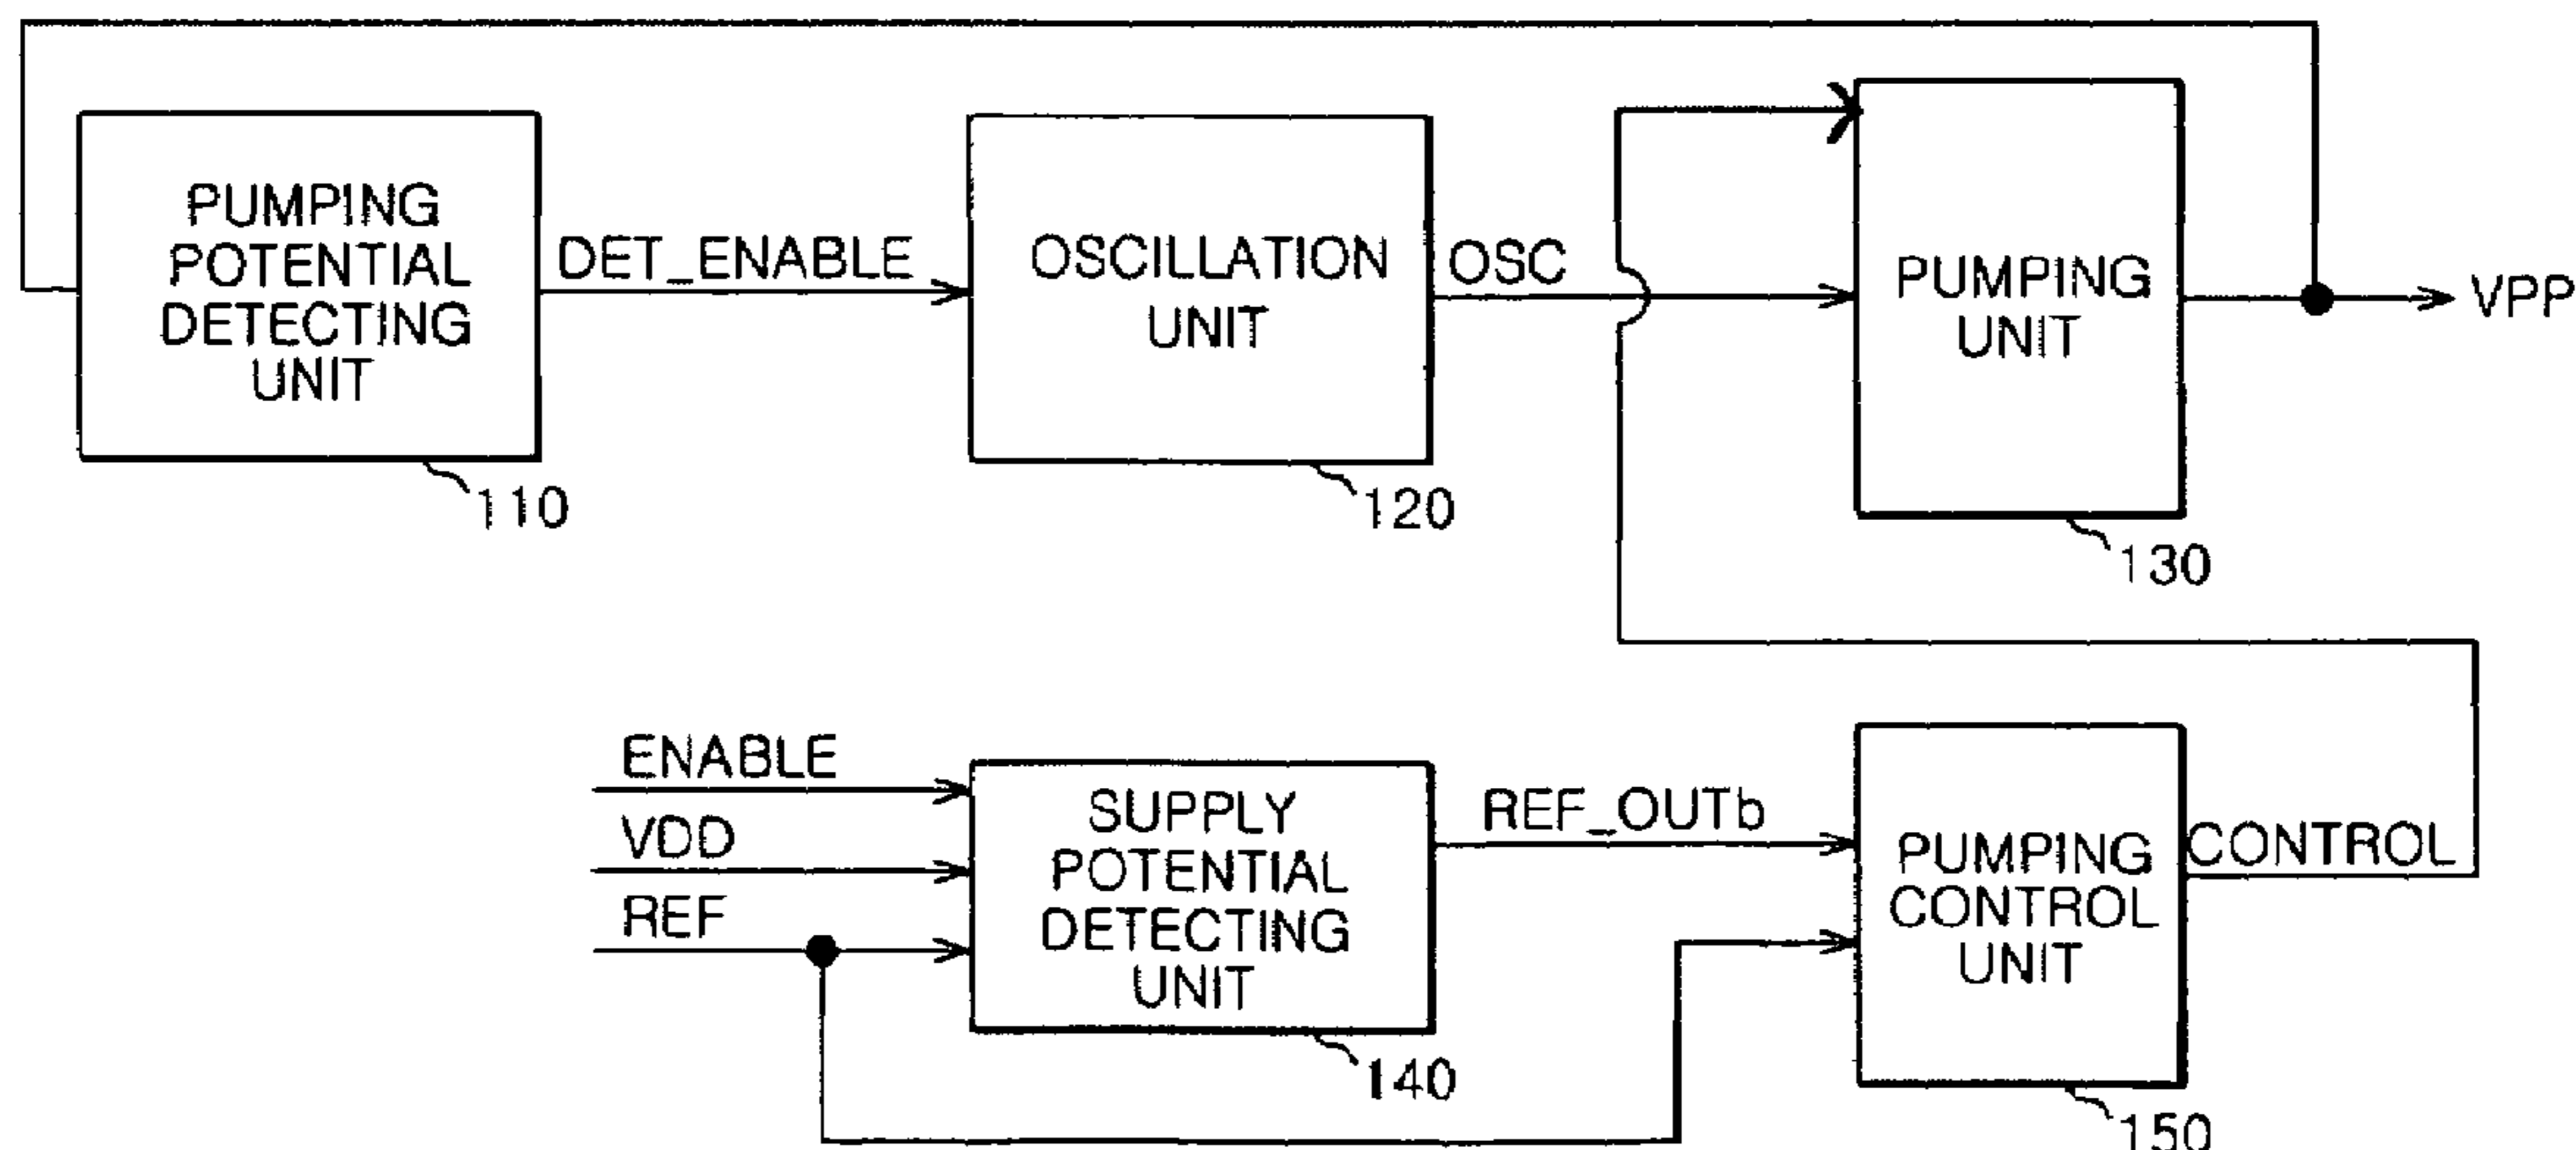 PUMPING
POTENTIAL
DETECTING
UNIT
110
DET_ENABLE
OSCILLATION
UNIT
120
OSC
PUMPING
UNIT
130
VPP
ENABLE
VDD
REF
SUPPLY
POTENTIAL
DETECTING
UNIT
140
REF_OUTb
PUMPING
CONTROL
UNIT
150
CONTROL